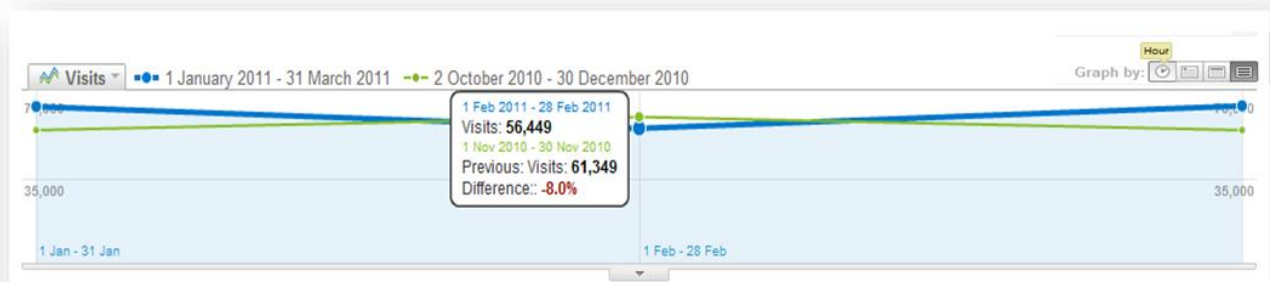 Hour
Visits 1 January 2011 - 31 March 2011 2 October 2010 - 30 December 2010 Graph by:
1 Feb 2011 - 28 Feb 2011
Visits: 56,449
1 Nov 2010 - 30 Nov 2010
Previous: Visits: 61,349
Difference:: -8.0%
35,000 35,000
1 Jan - 31 Jan 1 Feb - 28 Feb